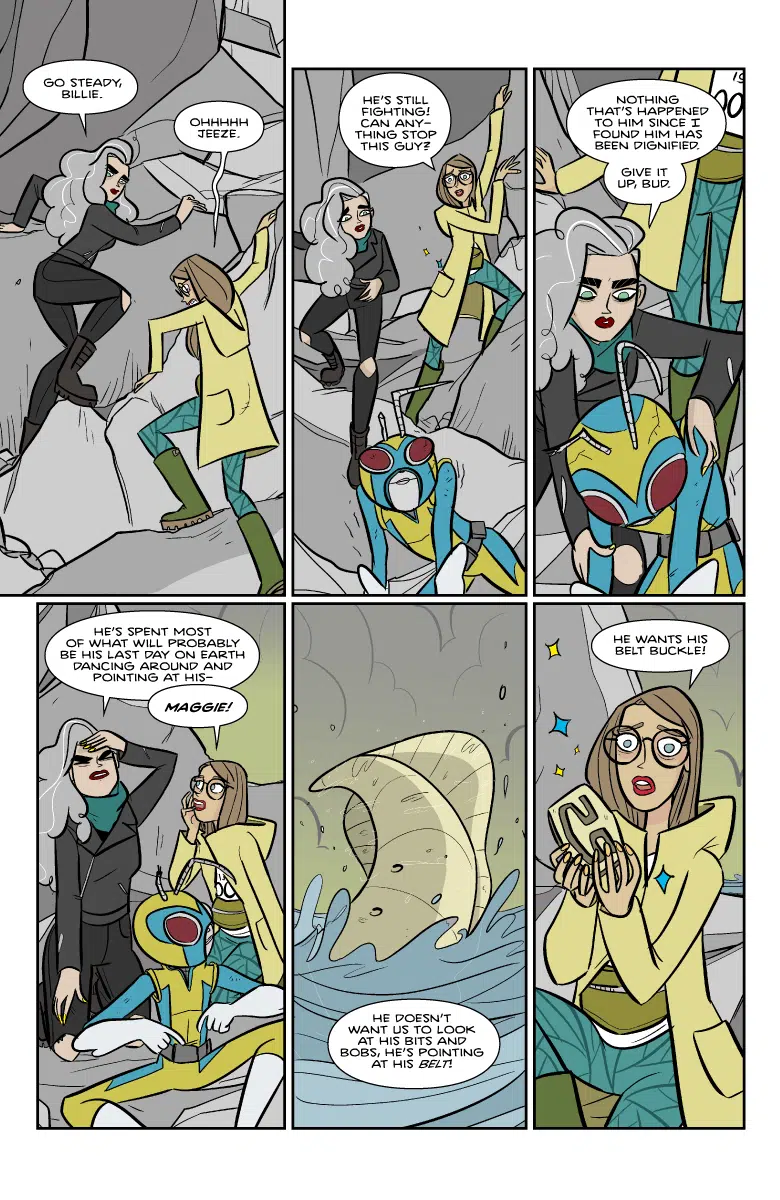 GO STEADY,
BILLIE.
OHHHHH
JEEZE.
HE'S STILL
FIGHTING!
CAN ANY-
THING STOP
THIS GUY?
NOTHING
THAT'S HAPPENED
TO HIM SINCE I
FOUND HIM HAS
BEEN DIGNIFIED.
GIVE IT
UP, BUD.
HE'S SPENT MOST
OF WHAT WILL PROBABLY
BE HIS LAST DAY ON EARTH
DANCING AROUND AND
POINTING AT HIS-
MAGGIE!
HE DOESN'T
WANT US TO LOOK
AT HIS BITS AND
BOBS, HE'S POINTING
AT HIS BELT!
HE WANTS HIS
BELT BUCKLE!